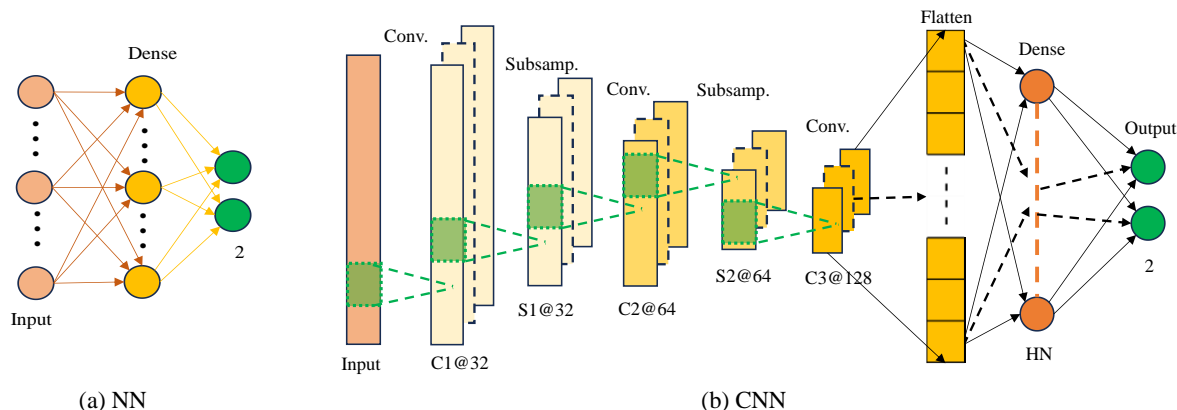 Dense
Input
2
(a) NN
Conv.
Subsamp.
Conv.
Subsamp.
Conv.
Flatten
Dense
Output
Input
C1@32
S1@32
C2@64
S2@64
C3@128
HN
2
(b) CNN